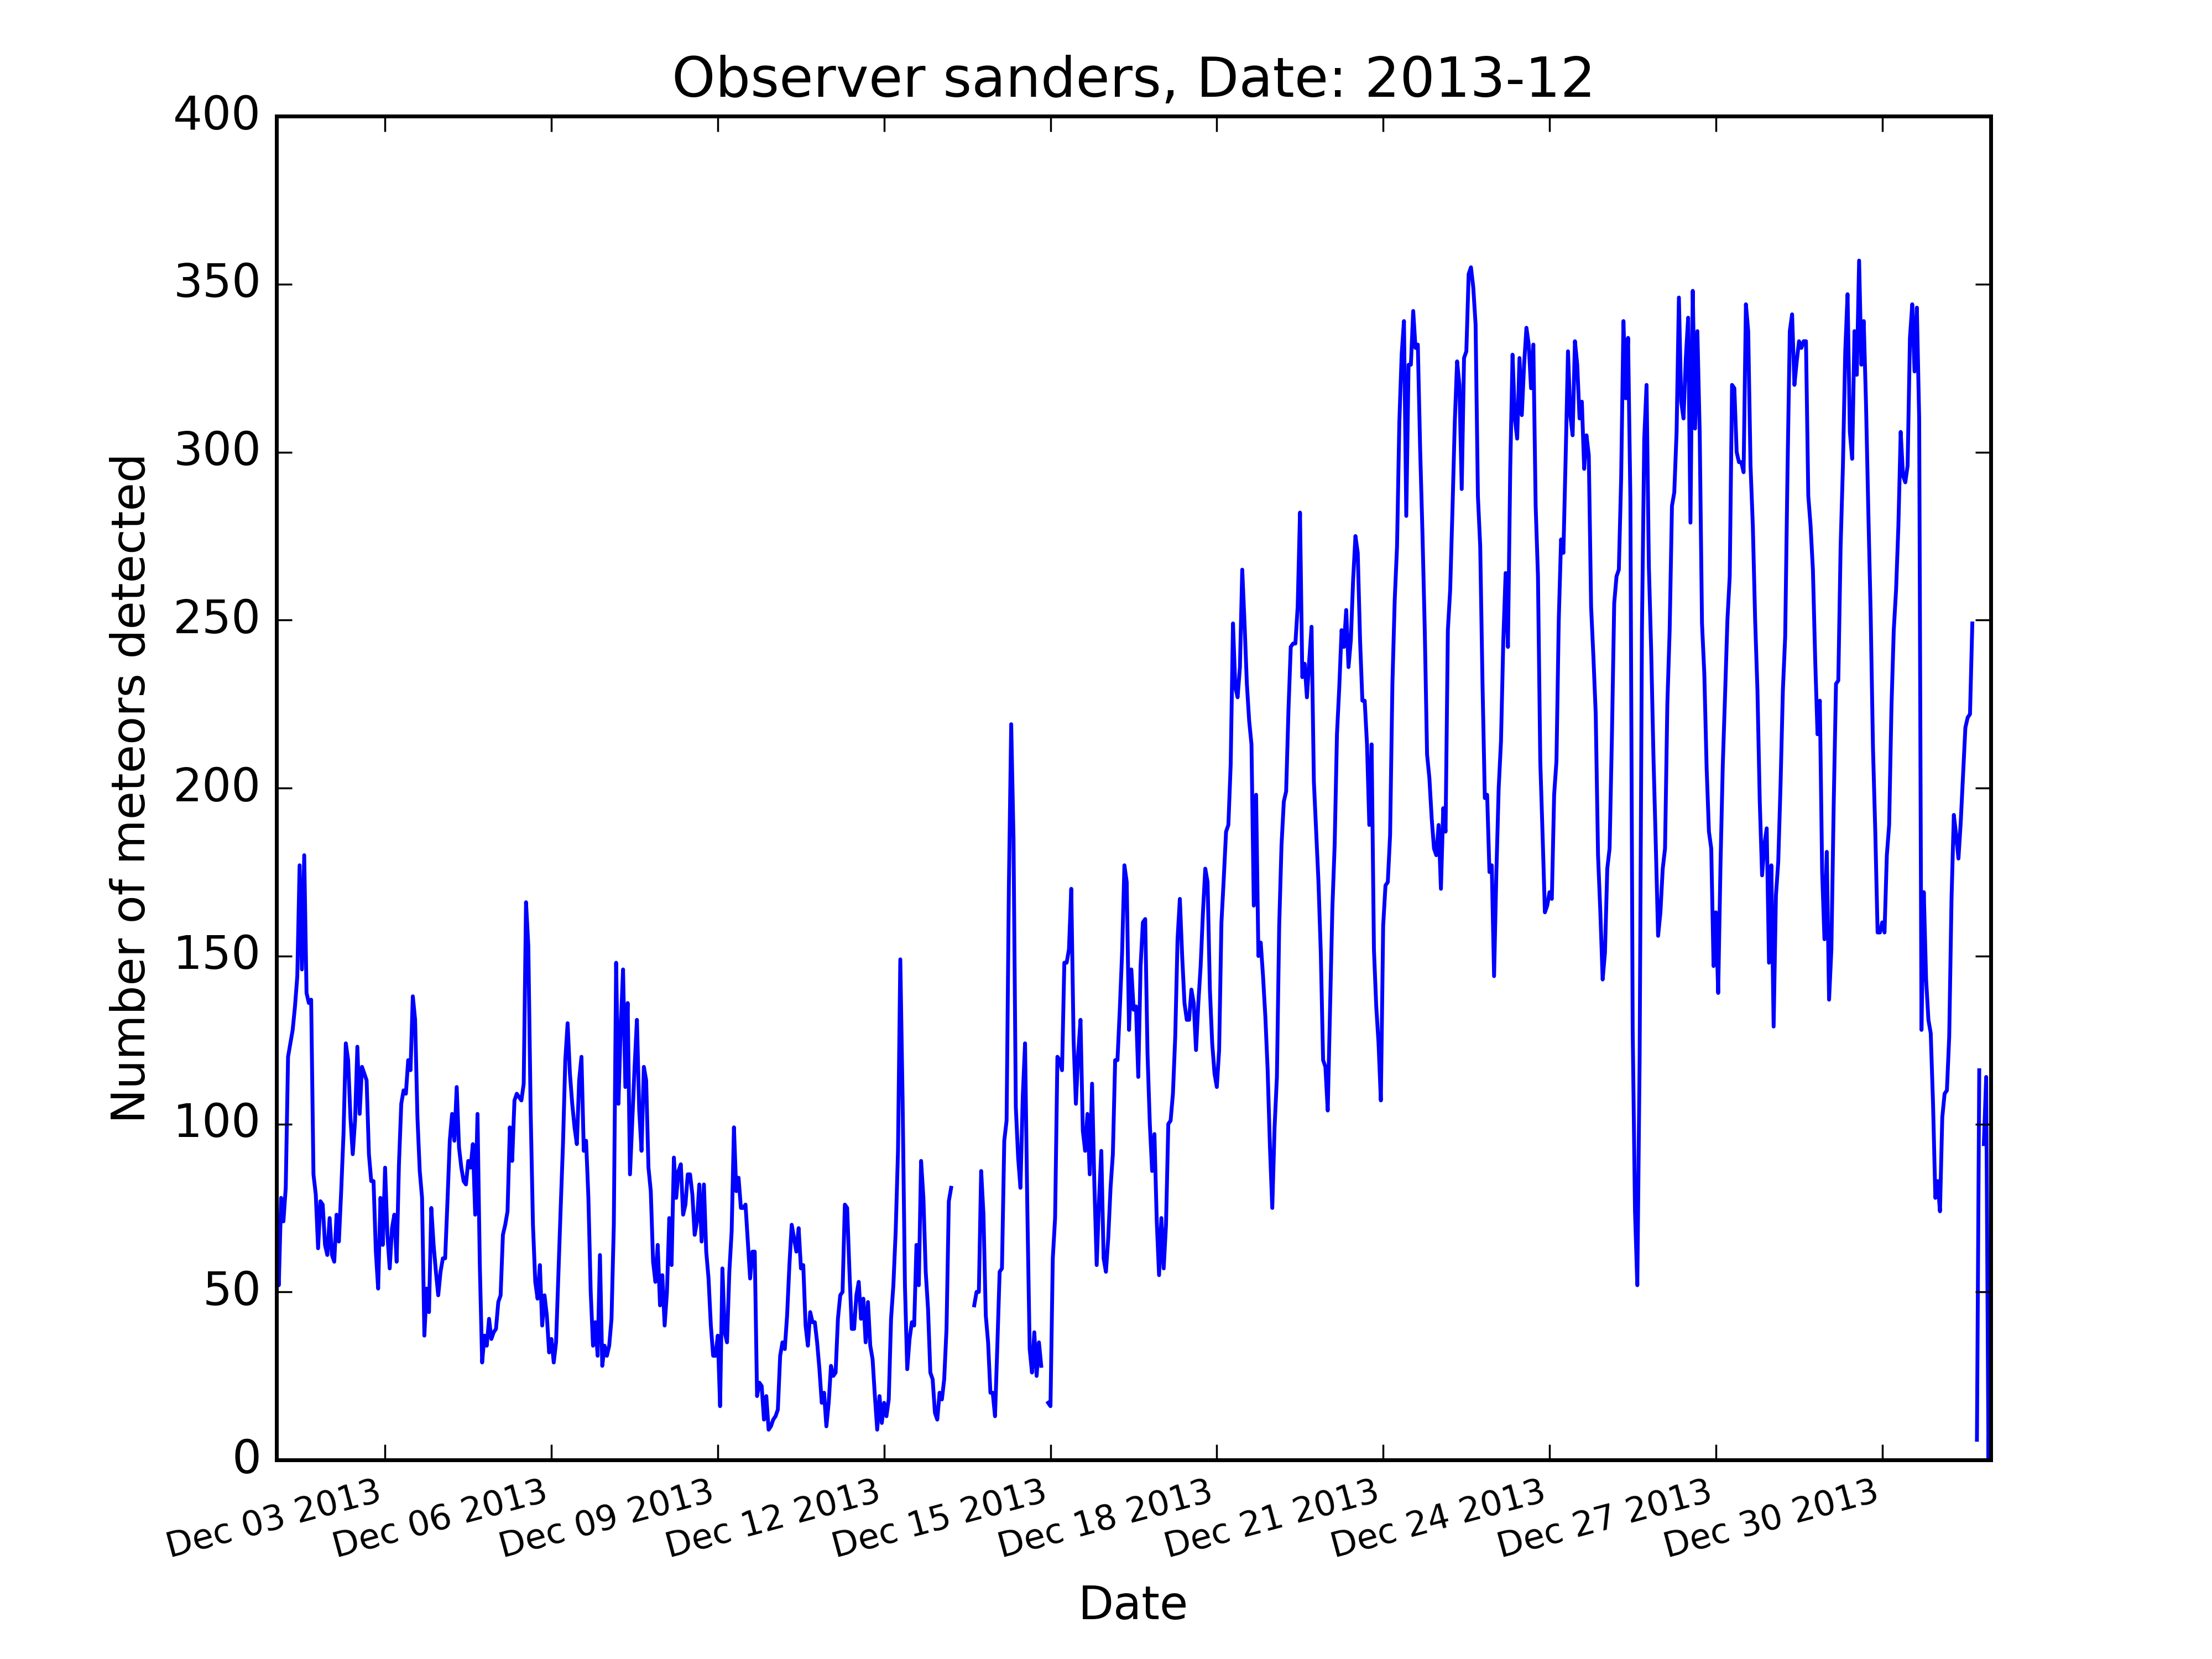 Observer sanders, Date: 2013-12
400
350
300
250
200
150
100
50
0
Number of meteors detected
Dec 03 2013
Dec 06 2013
Dec 09 2013
Dec 12 2013
Dec 15 2013
Dec 18 2013
Dec 21 2013
Dec 24 2013
Dec 27 2013
Dec 30 2013
Date